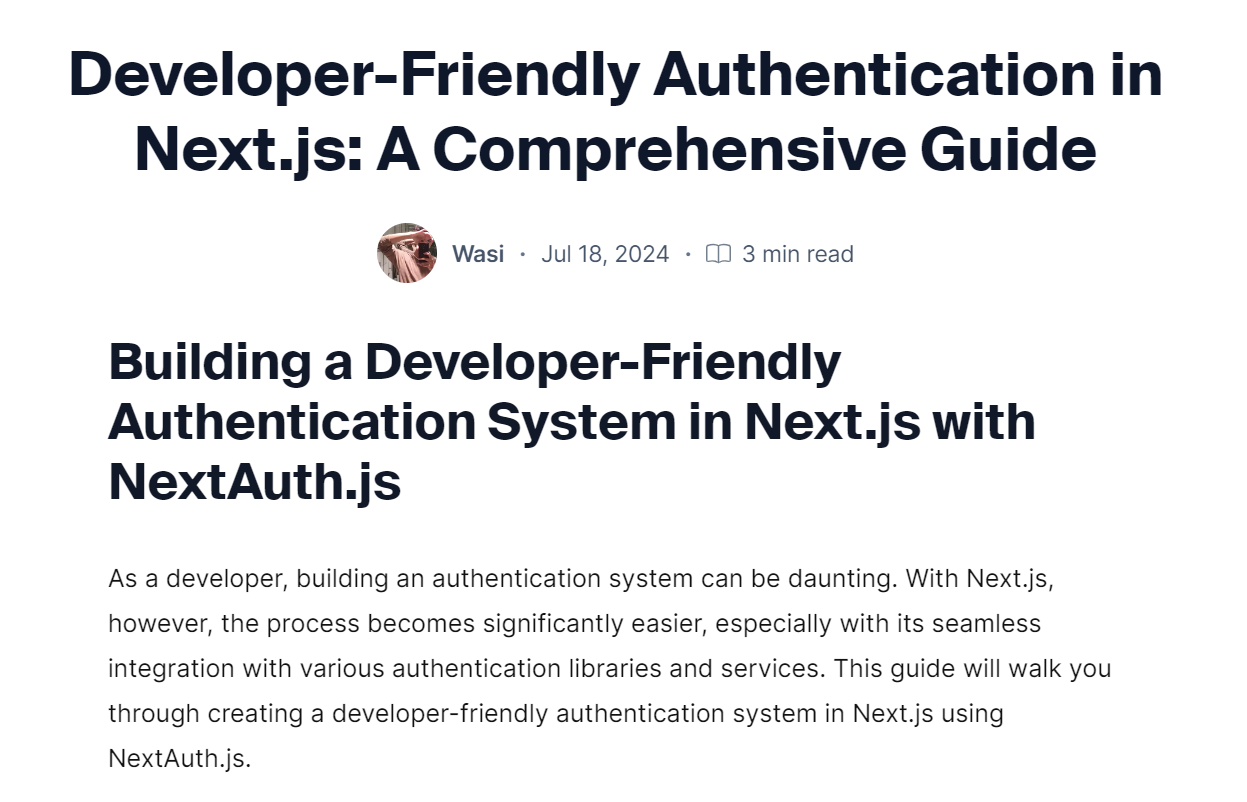 Developer-Friendly Authentication in
Next.js: A Comprehensive Guide
Wasi · Jul 18, 2024 · 3 min read
Building a Developer-Friendly
Authentication System in Next.js with
NextAuth.js
As a developer, building an authentication system can be daunting. With Next.js,
however, the process becomes significantly easier, especially with its seamless
integration with various authentication libraries and services. This guide will walk you
through creating a developer-friendly authentication system in Next.js using
NextAuth.js.